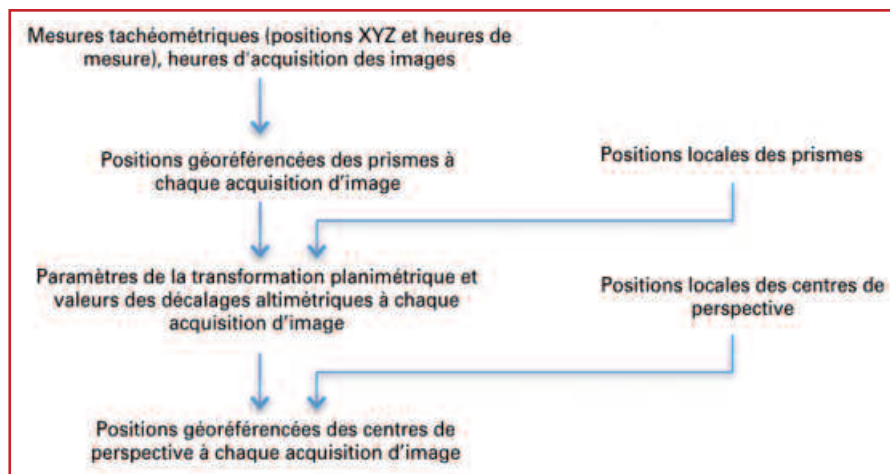 Mesures tachéométriques (positions XYZ et heures de
mesure), heures d'acquisition des images
Positions géoréférencées des prismes à
chaque acquisition d'image
Positions locales des prismes
Paramètres de la transformation planimétrique et
valeurs des décalages altimétriques à chaque
acquisition d'image
Positions locales des centres de
perspective
Positions géoréférencées des centres de
perspective à chaque acquisition d'image